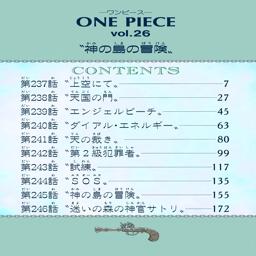 —ワンピース—
ONE PIECE
vol.26
〝神の島の冒険〟
CONTENTS
第237話〝上空にて〟 7
第238話〝天国の門〟 27
第239話〝エンジェルビーチ〟 45
第240話〝ダイアル・エネルギー〟 63
第241話〝天の裁き〟 80
第242話〝第2級犯罪者〟 99
第243話〝試練〟 117
第244話〝SOS〟 135
第245話〝神の島の冒険〟 155
第246話〝迷いの森の神官サトリ〟 172